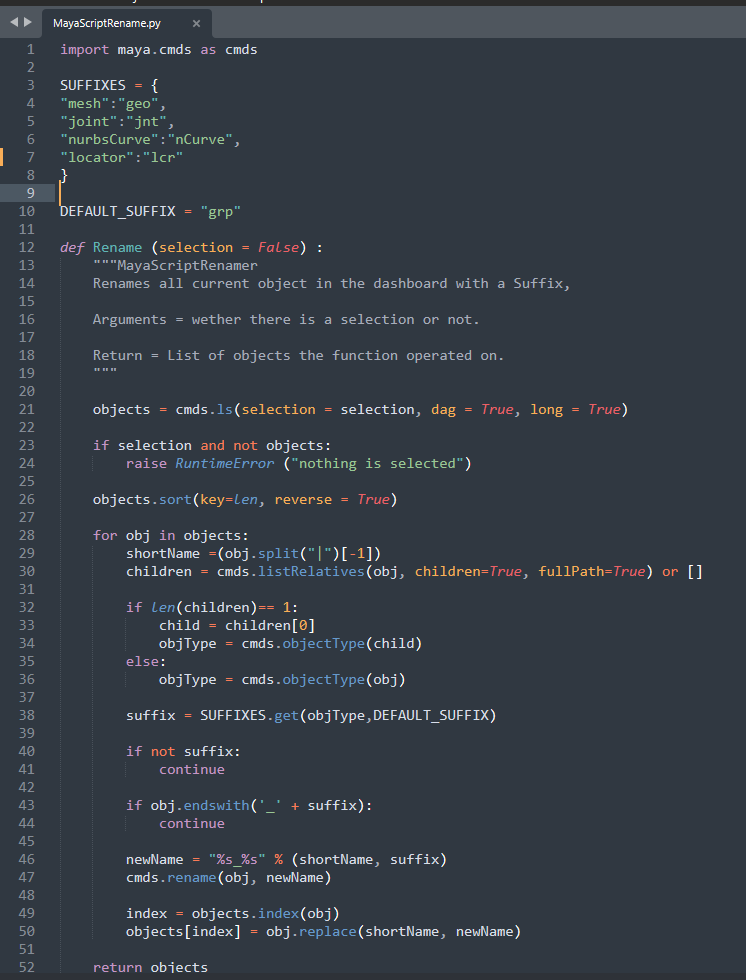 MayaScriptRename.py ×
1 import maya.cmds as cmds
2
3 SUFFIXES = {
4 "mesh":"geo",
5 "joint":"jnt",
6 "nurbsCurve":"nCurve",
7 "locator":"lcr"
8 }
9
10 DEFAULT_SUFFIX = "grp"
11
12 def Rename (selection = False) :
13     """MayaScriptRenamer
14     Renames all current object in the dashboard with a Suffix,
15
16     Arguments = wether there is a selection or not.
17
18     Return = List of objects the function operated on.
19     """
20
21     objects = cmds.ls(selection = selection, dag = True, long = True)
22
23     if selection and not objects:
24         raise RuntimeError ("nothing is selected")
25
26     objects.sort(key=len, reverse = True)
27
28     for obj in objects:
29         shortName =(obj.split("|")[-1])
30         children = cmds.listRelatives(obj, children=True, fullPath=True) or []
31
32         if len(children)== 1:
33             child = children[0]
34             objType = cmds.objectType(child)
35         else:
36             objType = cmds.objectType(obj)
37
38         suffix = SUFFIXES.get(objType,DEFAULT_SUFFIX)
39
40         if not suffix:
41             continue
42
43         if obj.endswith('_' + suffix):
44             continue
45
46         newName = "%s_%s" % (shortName, suffix)
47         cmds.rename(obj, newName)
48
49         index = objects.index(obj)
50         objects[index] = obj.replace(shortName, newName)
51
52     return objects